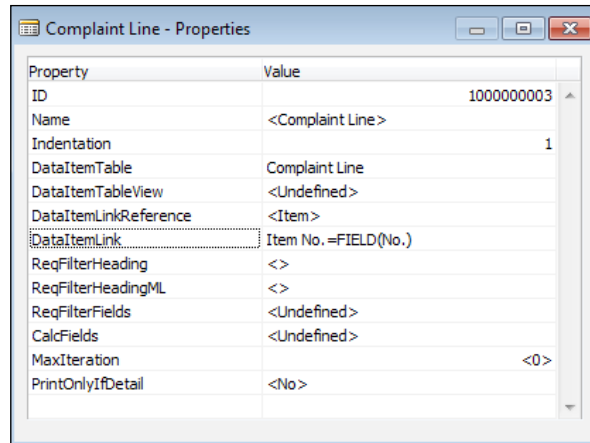 Complaint Line - Properties
Property Value
ID 1000000003
Name <Complaint Line>
Indentation 1
DataItemTable Complaint Line
DataItemTableView <Undefined>
DataItemLinkReference <Item>
DataItemLink Item No.=FIELD(No.)
ReqFilterHeading <>
ReqFilterHeadingML <>
ReqFilterFields <Undefined>
CalcFields <Undefined>
MaxIteration <0>
PrintOnlyIfDetail <No>